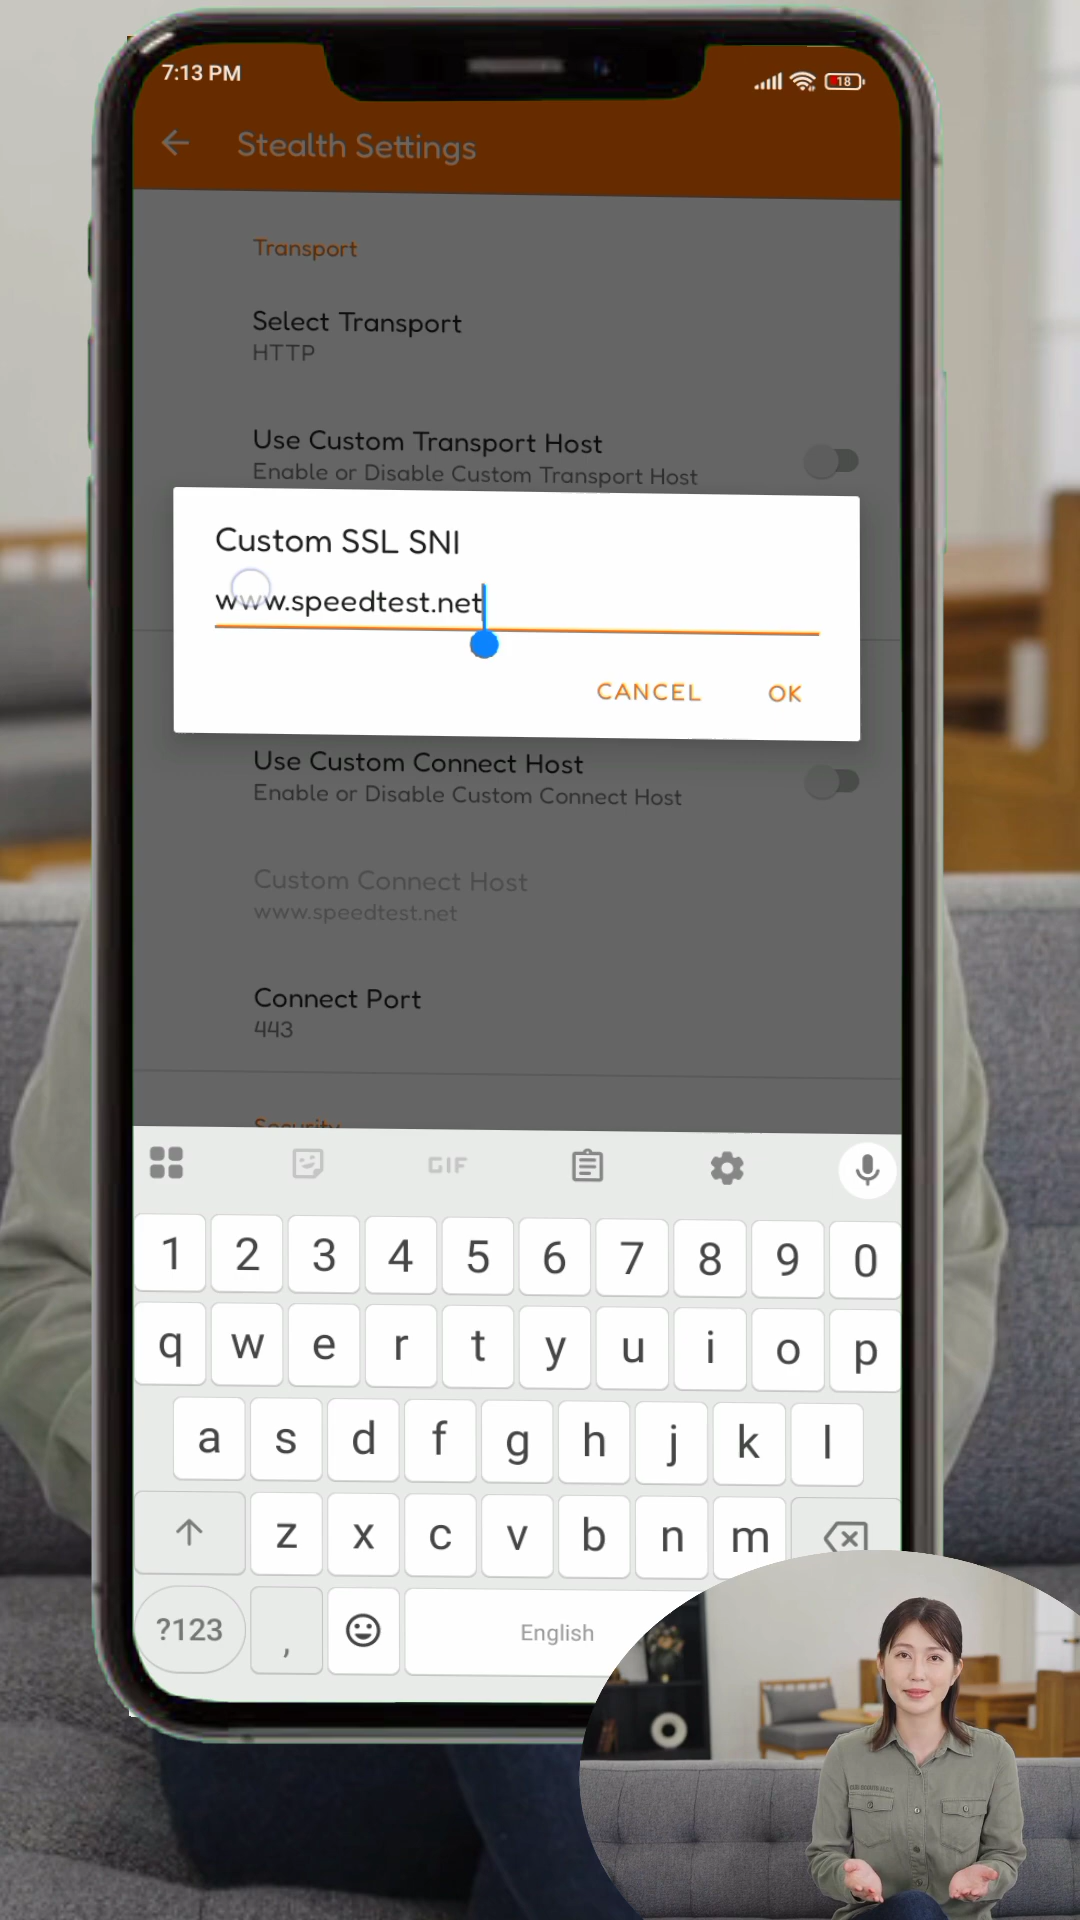 7:13 PM
18
Stealth Settings
Transport
Select Transport
HTTP
Use Custom Transport Host
Enable or Disable Custom Transport Host
Custom SSL SNI
www.speedtest.net
CANCEL
OK
Use Custom Connect Host
Enable or Disable Custom Connect Host
Custom Connect Host
www.speedtest.net
Connect Port
443
Security
GIF
1 2 3 4 5 6 7 8 9 0
q w e r t y u i o p
a s d f g h j k l
z x c v b n m
?123 , English